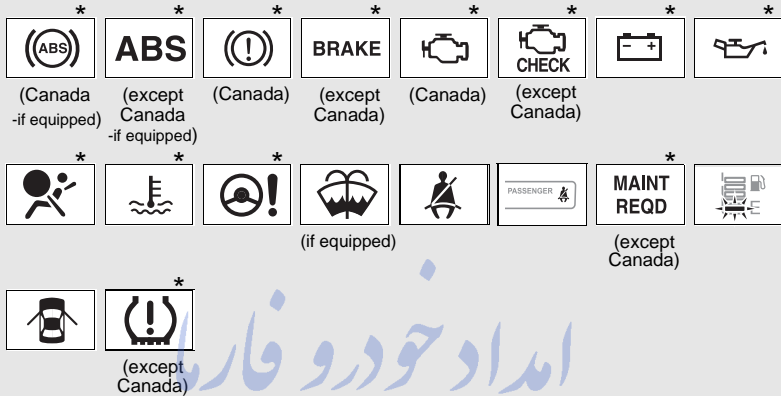 * * * * * * * *
ABS ABS BRAKE CHECK - +
(Canada -if equipped) (except Canada -if equipped) (Canada) (except Canada) (Canada) (except Canada)
* * * *
PASSENGER MAINT REQD E
(if equipped) (except Canada)
*
(except Canada)
امداد خودرو فارما